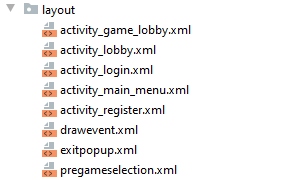 layout
activity_game_lobby.xml
activity_lobby.xml
activity_login.xml
activity_main_menu.xml
activity_register.xml
drawevent.xml
exitpopup.xml
pregameselection.xml